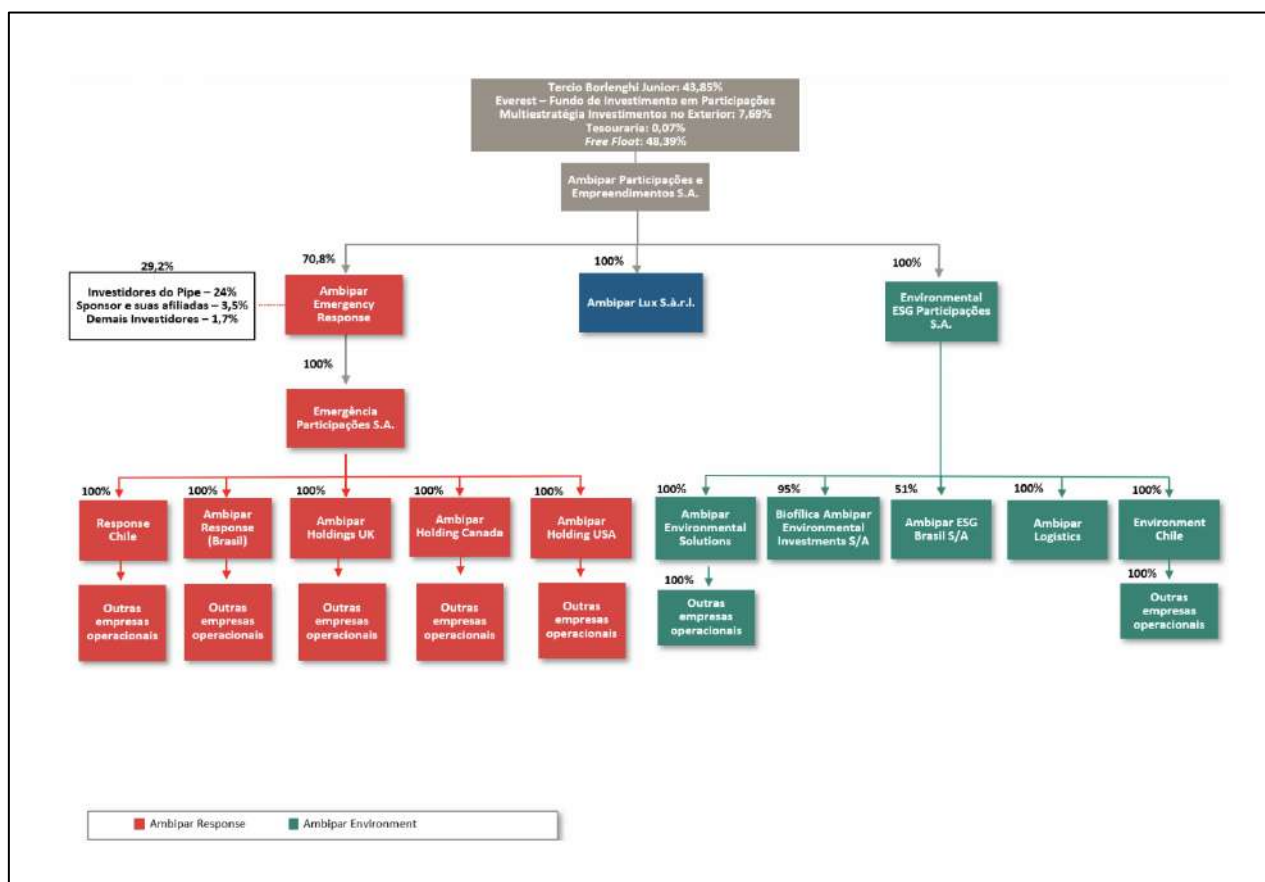 Tercio Borlenghi Junior: 43,85%
Everest – Fundo de Investimento em Participações
Multiestratégia Investimentos no Exterior: 7,69%
Tesouraria: 0,07%
Free Float: 48,39%
Ambipar Participações e
Empreendimentos S.A.
29,2%
Investidores do Pipe – 24%
Sponsor e suas afiliadas – 3,5%
Demais Investidores – 1,7%
70,8%
Ambipar
Emergency
Response
100%
Ambipar Lux S.à.r.l.
100%
Environmental
ESG Participações
S.A.
100%
Emergência
Participações S.A.
100%
Response
Chile
100%
Ambipar
Response
(Brasil)
100%
Ambipar
Holdings UK
100%
Ambipar
Holding Canada
100%
Ambipar
Holding USA
100%
Ambipar
Environmental
Solutions
95%
Biofílica Ambipar
Environmental
Investments S/A
51%
Ambipar ESG
Brasil S/A
100%
Ambipar
Logistics
100%
Environment
Chile
Outras
empresas
operacionais
Outras
empresas
operacionais
Outras
empresas
operacionais
Outras
empresas
operacionais
Outras
empresas
operacionais
100%
Outras
empresas
operacionais
100%
Outras
empresas
operacionais
Ambipar Response
Ambipar Environment